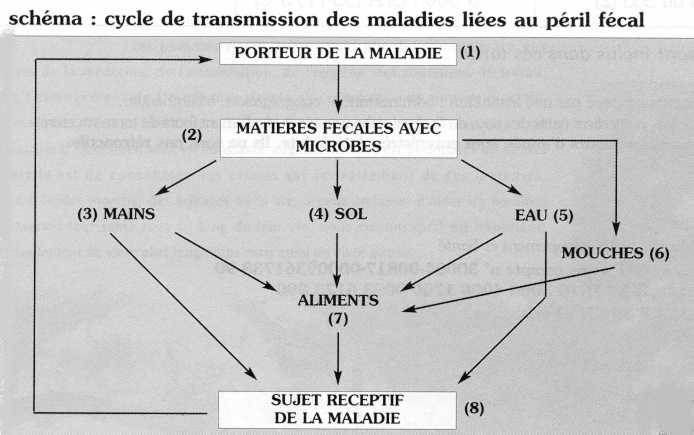 schéma : cycle de transmission des maladies liées au péril fécal
PORTEUR DE LA MALADIE (1)
(2) MATIERES FECALES AVEC
MICROBES
(3) MAINS (4) SOL EAU (5)
MOUCHES (6)
ALIMENTS
(7)
SUJET RECEPTIF
DE LA MALADIE (8)